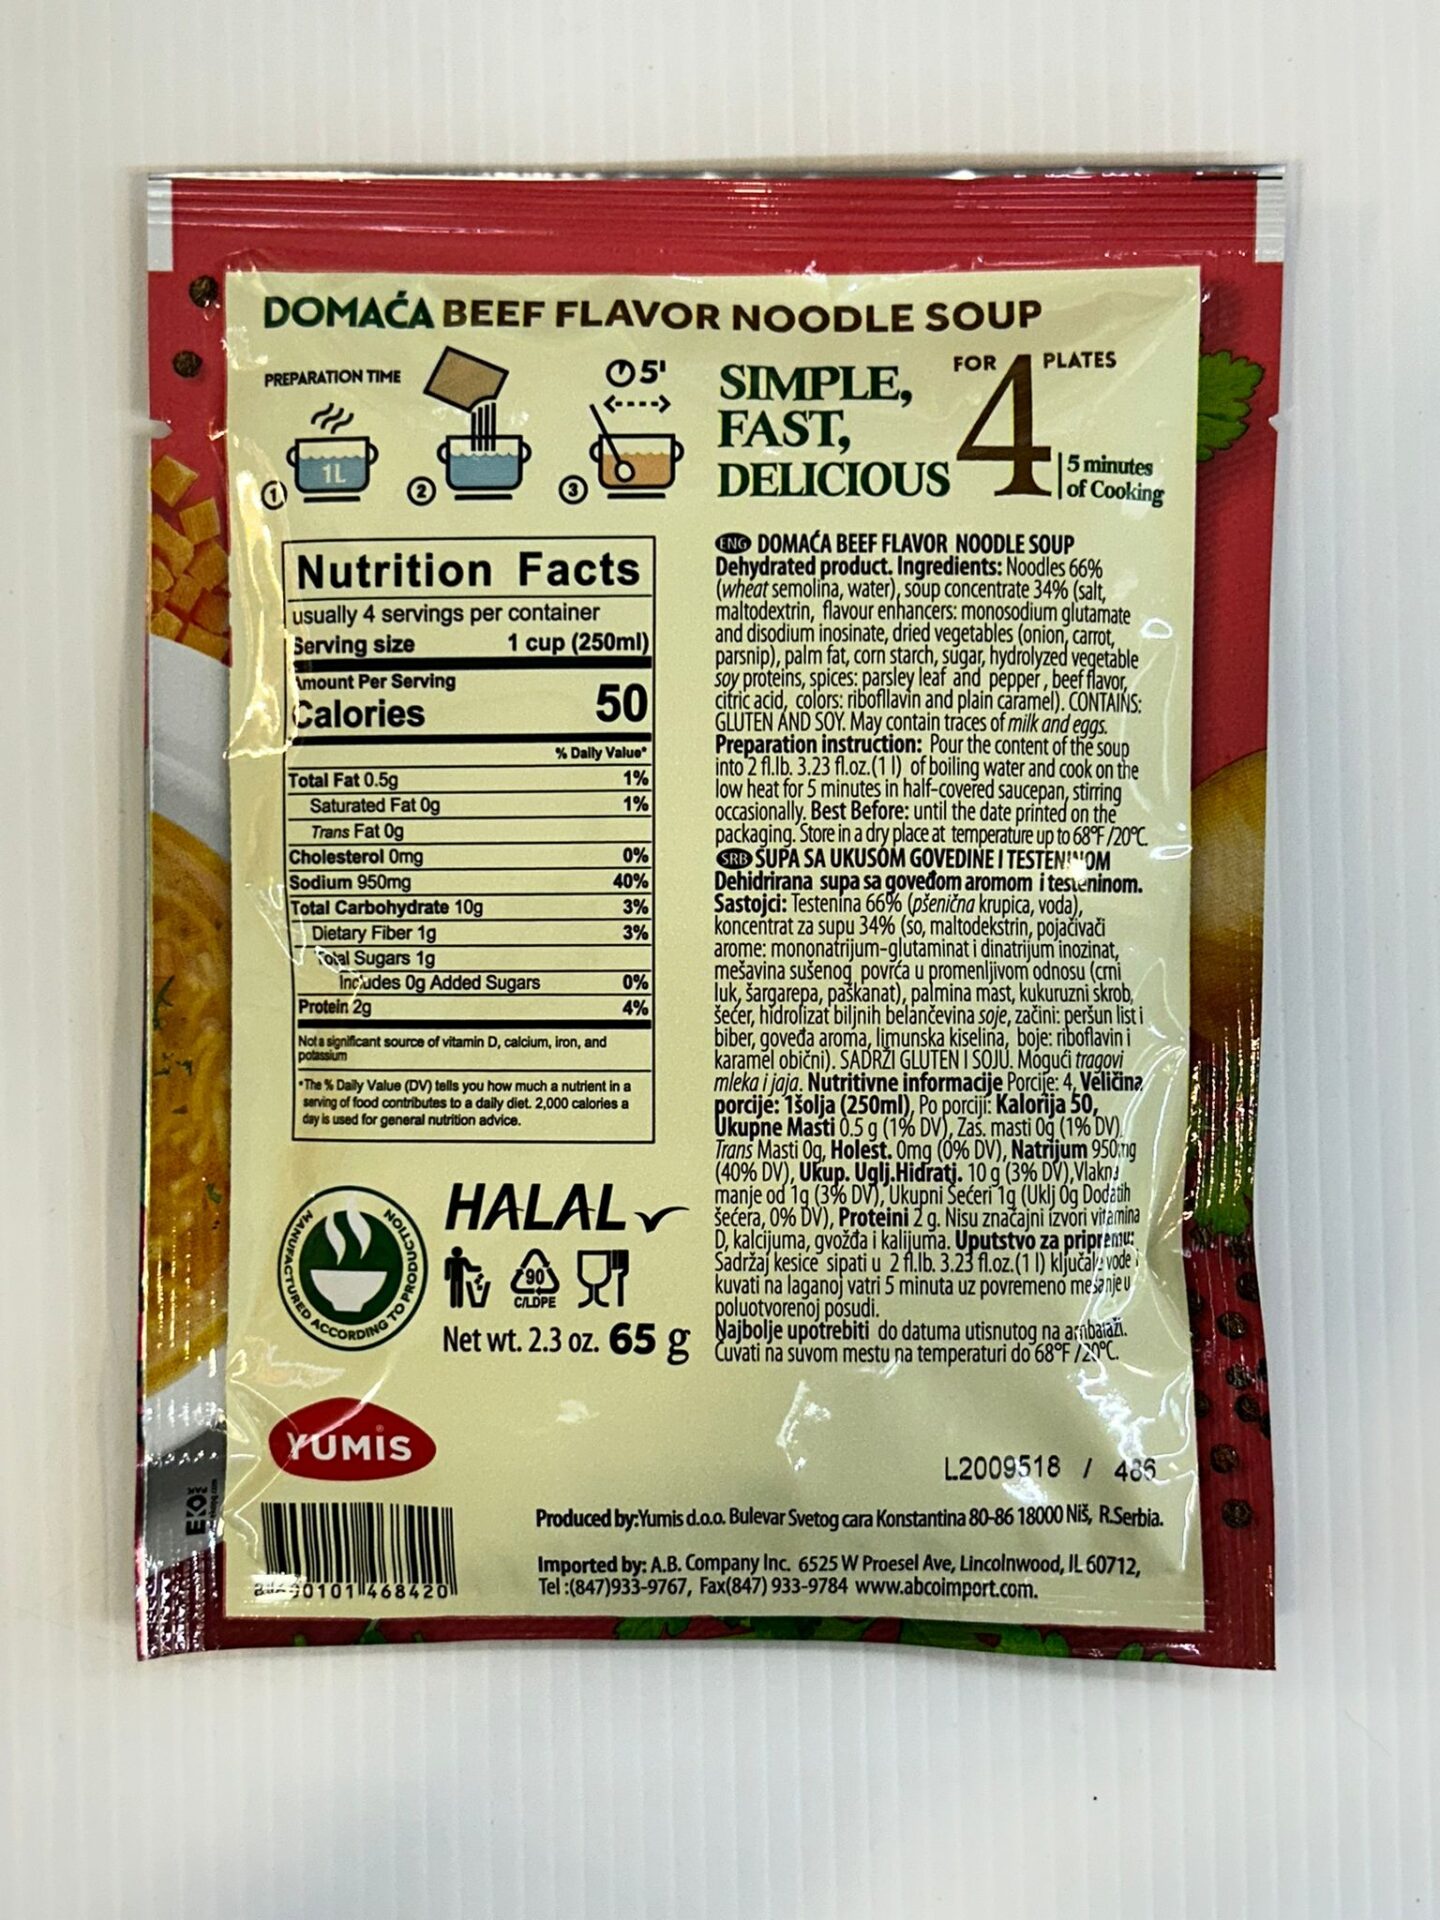 DOMAĆA BEEF FLAVOR NOODLE SOUP
PREPARATION TIME
1L
1
2
5'
3
SIMPLE,
FAST,
DELICIOUS
FOR 4 PLATES
5 minutes
of Cooking
Nutrition Facts
usually 4 servings per container
Serving size 1 cup (250ml)
Amount Per Serving
Calories 50
% Daily Value*
Total Fat 0.5g 1%
Saturated Fat 0g 1%
Trans Fat 0g
Cholesterol 0mg 0%
Sodium 950mg 40%
Total Carbohydrate 10g 3%
Dietary Fiber 1g 3%
Total Sugars 1g
Includes 0g Added Sugars 0%
Protein 2g 4%
Not a significant source of vitamin D, calcium, iron, and
potassium
*The % Daily Value (DV) tells you how much a nutrient in a
serving of food contributes to a daily diet. 2,000 calories a
day is used for general nutrition advice.
MANUFACTURED ACCORDING TO PRODUCTION
HALAL
90
C/LDPE
Net wt. 2.3 oz. 65 g
YUMIS
ENG DOMAĆA BEEF FLAVOR NOODLE SOUP
Dehydrated product. Ingredients: Noodles 66%
(wheat semolina, water), soup concentrate 34% (salt,
maltodextrin, flavour enhancers: monosodium glutamate
and disodium inosinate, dried vegetables (onion, carrot,
parsnip), palm fat, corn starch, sugar, hydrolyzed vegetable
soy proteins, spices: parsley leaf and pepper, beef flavor,
citric acid, colors: riboflavin and plain caramel). CONTAINS:
GLUTEN AND SOY. May contain traces of milk and eggs.
Preparation instruction: Pour the content of the soup
into 2 fl.lb. 3.23 fl.oz.(1 l) of boiling water and cook on the
low heat for 5 minutes in half-covered saucepan, stirring
occasionally. Best Before: until the date printed on the
packaging. Store in a dry place at temperature up to 68°F /20°C.
SRB SUPA SA UKUSOM GOVEDINE I TESTENINOM
Dehidrirana supa sa goveđom aromom i testeninom.
Sastojci: Testenina 66% (pšenična krupica, voda),
koncentrat za supu 34% (so, maltodekstrin, pojačivači
arome: mononatrijum-glutaminat i dinatrijum inozinat,
mešavina sušenog povrća u promenljivom odnosu (crni
luk, šargarepa, paškanat), palmina mast, kukuruzni skrob,
šećer, hidrolizat biljnih belančevina soje, začini: peršun list i
biber, goveđa aroma, limunska kiselina, boje: riboflavin i
karamel obični). SADRŽI GLUTEN I SOJU. Mogući tragovi
mleka i jaja. Nutritivne informacije Porcije: 4, Veličina
porcije: 1šolja (250ml), Po porciji: Kalorija 50,
Ukupne Masti 0.5 g (1% DV), Zas. masti 0g (1% DV),
Trans Masti 0g, Holest. 0mg (0% DV), Natrijum 950mg
(40% DV), Ukup. Uglj.Hidratj. 10 g (3% DV),Vlakna
manje od 1g (3% DV), Ukupni Šećeri 1g (Uklj 0g Dodatih
šećera, 0% DV), Proteini 2 g. Nisu značajni izvori vitamina
D, kalcijuma, gvožđa i kalijuma. Uputstvo za pripremu:
Sadržaj kesice sipati u 2 fl.lb. 3.23 fl.oz.(1 l) ključale vode i
kuvati na laganoj vatri 5 minuta uz povremeno mešanje u
poluotvorenoj posudi.
Najbolje upotrebiti do datuma utisnutog na ambalaži.
Čuvati na suvom mestu na temperaturi do 68°F /20°C.
L2009518 / 486
Produced by:Yumis d.o.o. Bulevar Svetog cara Konstantina 80-86 18000 Niš, R.Serbia.
Imported by: A.B. Company Inc. 6525 W Proesel Ave, Lincolnwood, IL 60712,
Tel :(847)933-9767, Fax(847) 933-9784 www.abcoimport.com.
468420